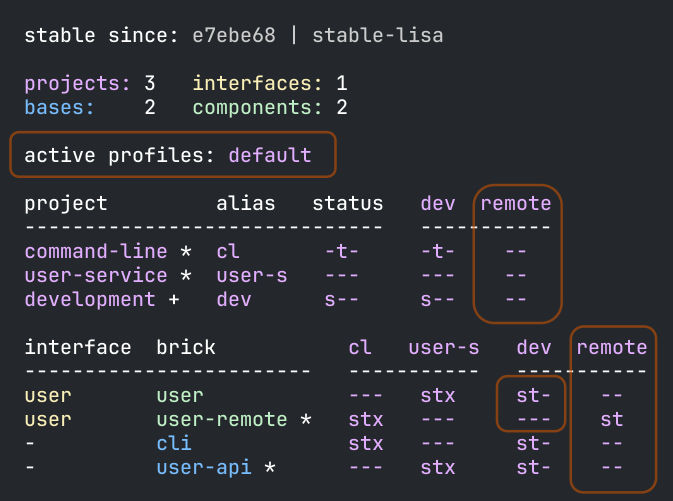 stable since: e7ebe68 | stable-lisa
projects: 3   interfaces: 1
bases:    2   components: 2
active profiles: default
project         alias   status   dev  remote
------------------------------   -----------
command-line *  cl       -t-     -t-    --
user-service *  user-s   ---     ---    --
development +   dev      s--     s--    --
interface  brick           cl   user-s   dev  remote
------------------------   -----------   -----------
user       user            ---   stx     st-    --
user       user-remote *   stx   ---     ---    st
-          cli             stx   ---     st-    --
-          user-api *      ---   stx     st-    --